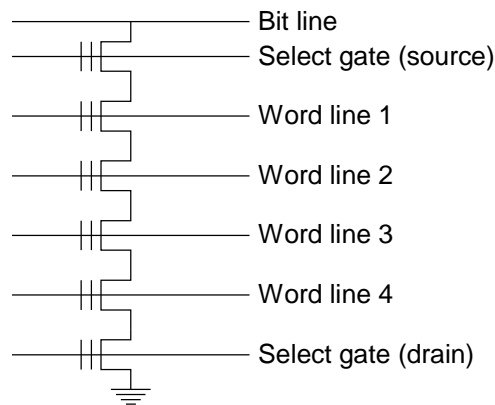 Bit line
Select gate (source)
Word line 1
Word line 2
Word line 3
Word line 4
Select gate (drain)